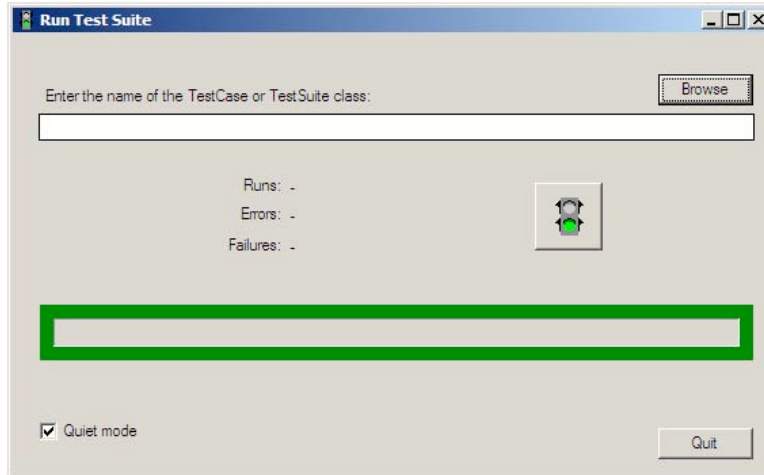 Run Test Suite
Enter the name of the TestCase or TestSuite class:
Browse
Runs: -
Errors: -
Failures: -
Quiet mode
Quit